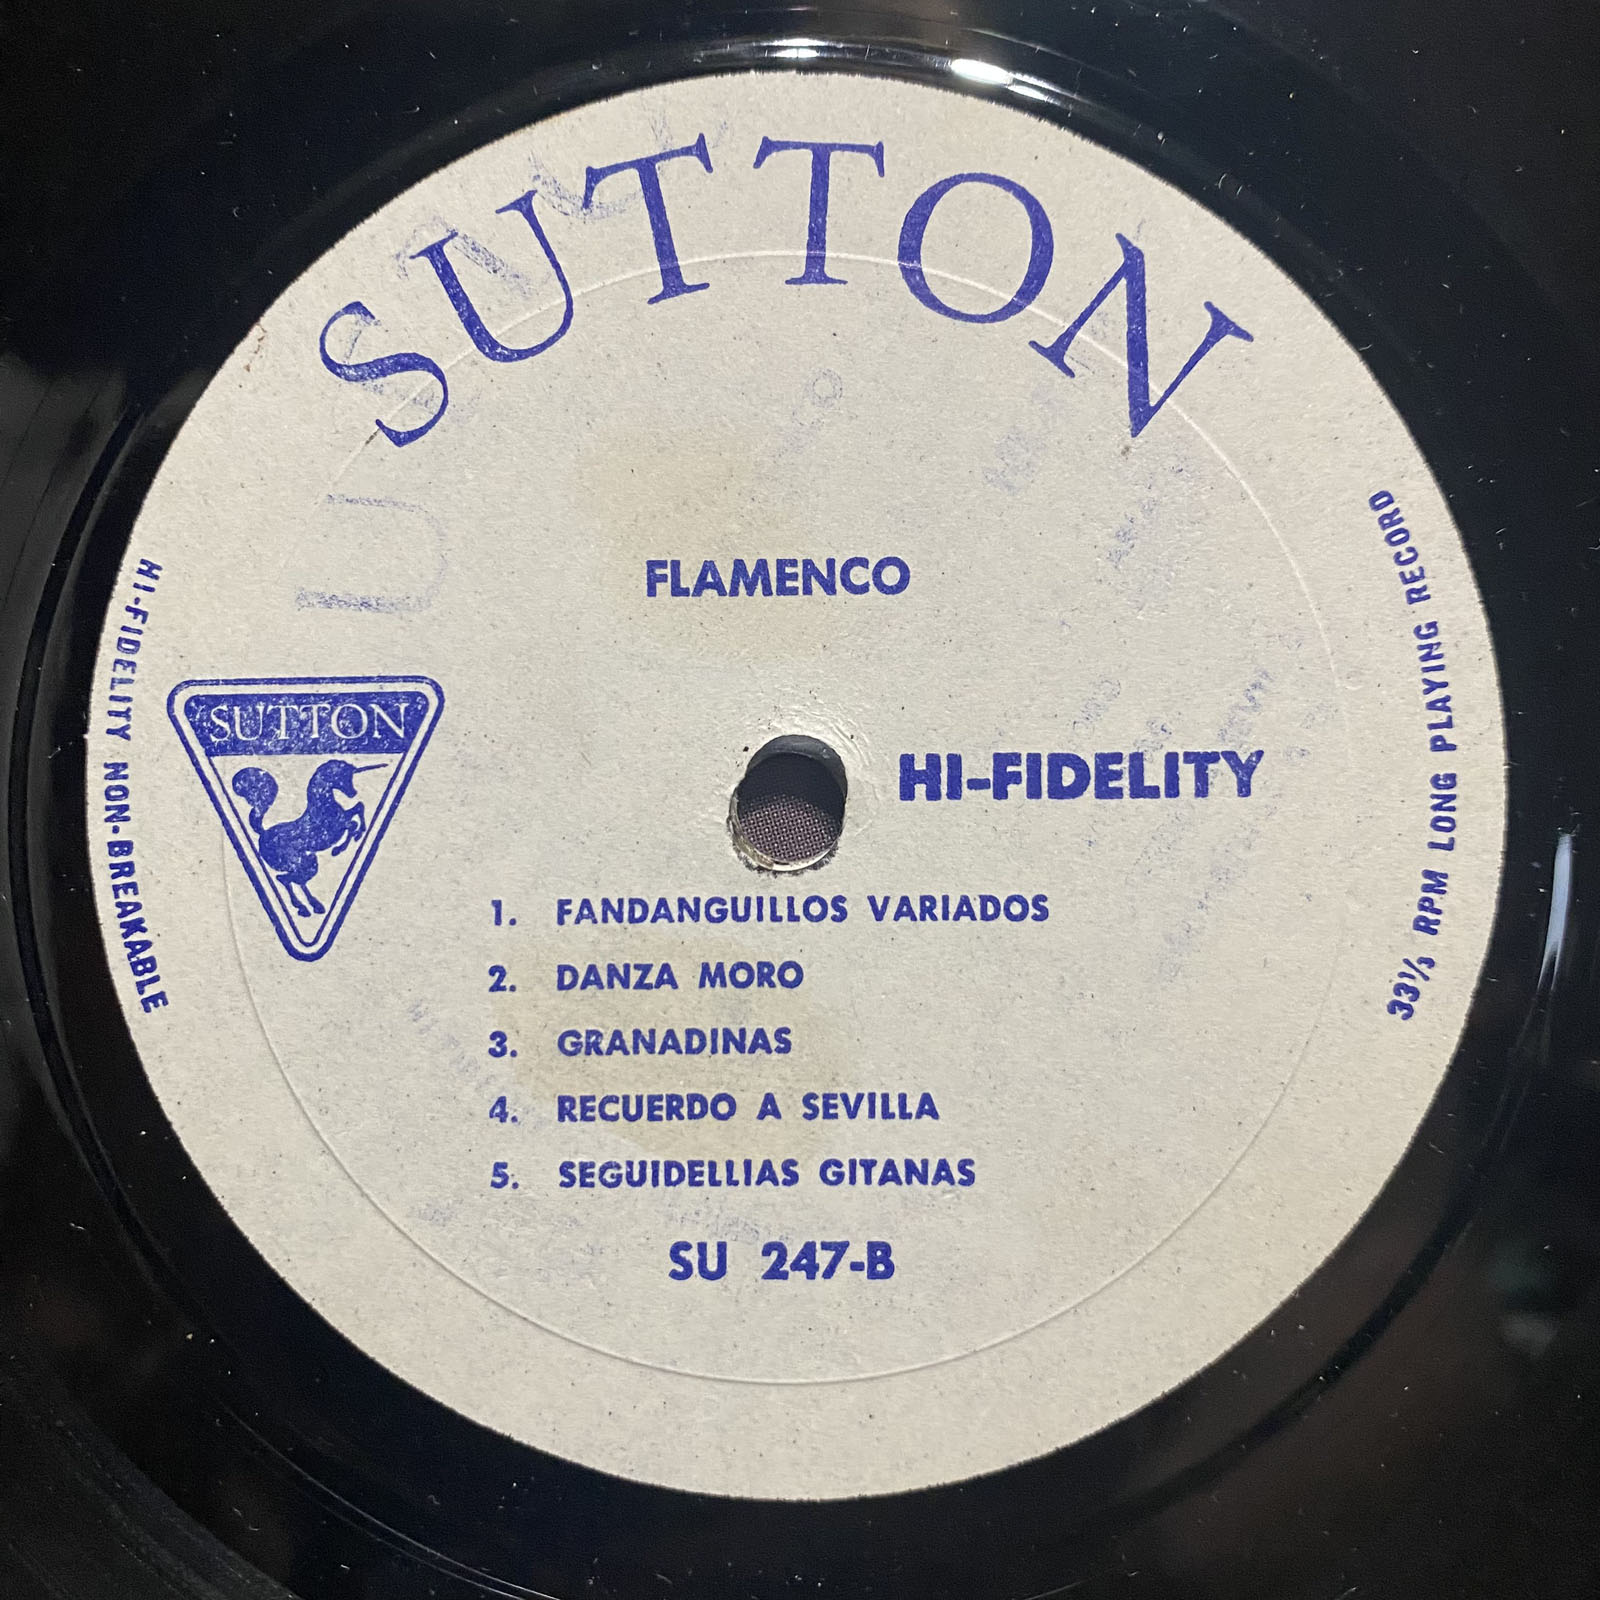 SUTTON
FLAMENCO
HI-FIDELITY NON-BREAKABLE
SUTTON
HI-FIDELITY
33⅓ RPM LONG PLAYING RECORD
1. FANDANGUILLOS VARIADOS
2. DANZA MORO
3. GRANADINAS
4. RECUERDO A SEVILLA
5. SEGUIDELLIAS GITANAS
SU 247-B